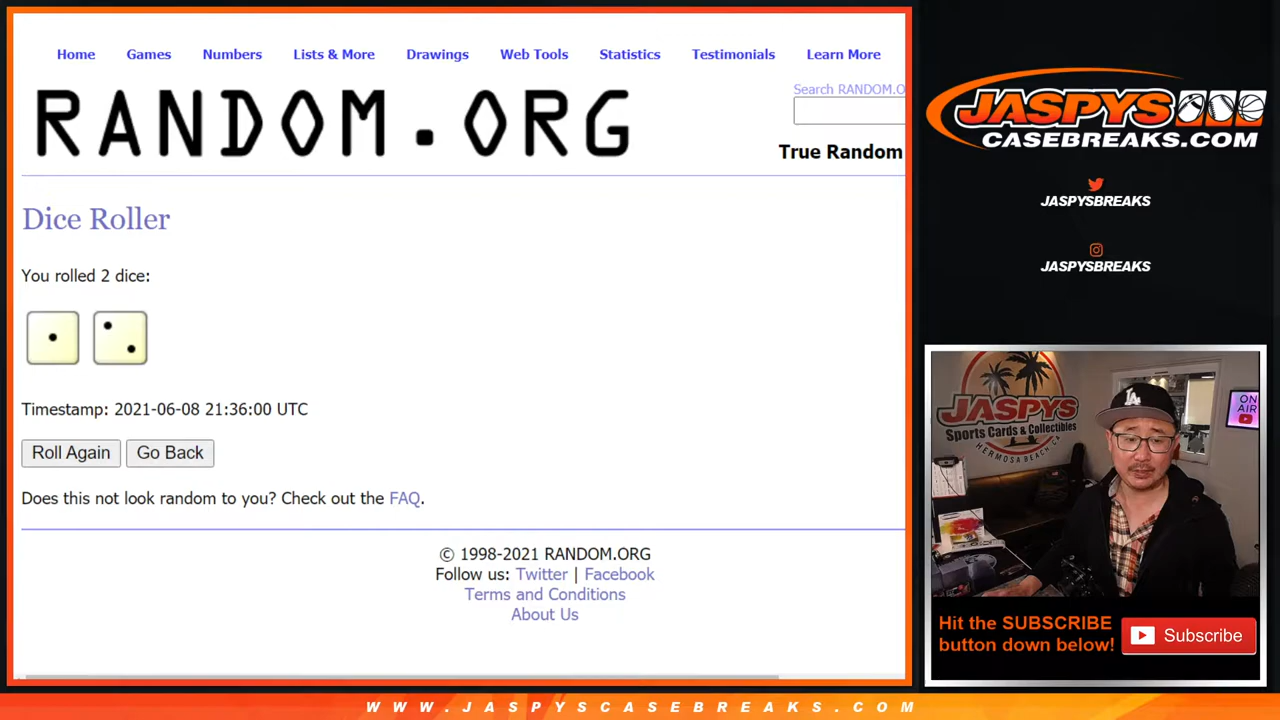 Home Games Numbers Lists & More Drawings Web Tools Statistics Testimonials Learn More
RANDOM.ORG
Search RANDOM.O
True Random
Dice Roller
You rolled 2 dice:
Timestamp: 2021-06-08 21:36:00 UTC
Roll Again Go Back
Does this not look random to you? Check out the FAQ.
© 1998-2021 RANDOM.ORG
Follow us: Twitter | Facebook
Terms and Conditions
About Us
JASPYS
CASEBREAKS.COM
JASPYSBREAKS
JASPYSBREAKS
JASPYS
Sports Cards & Collectibles
HERMOSA BEACH, CA
ON
AIR
LA
Hit the SUBSCRIBE
button down below!
Subscribe
WWW.JASPYSCASEBREAKS.COM